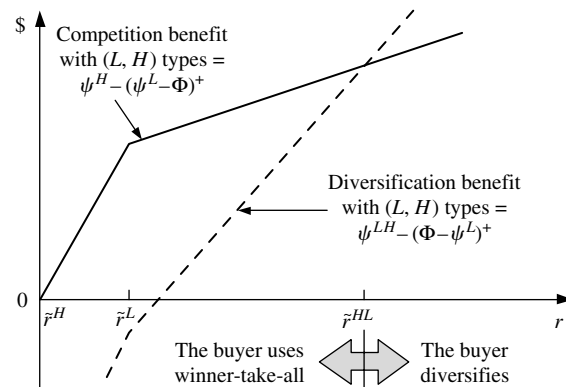 $
Competition benefit
with (L, H) types =
ψ^H – (ψ^L – Φ)^+
Diversification benefit
with (L, H) types =
ψ^LH – (Φ – ψ^L)^+
0
r̃^H r̃^L r̃^HL r
The buyer uses
winner-take-all
The buyer
diversifies